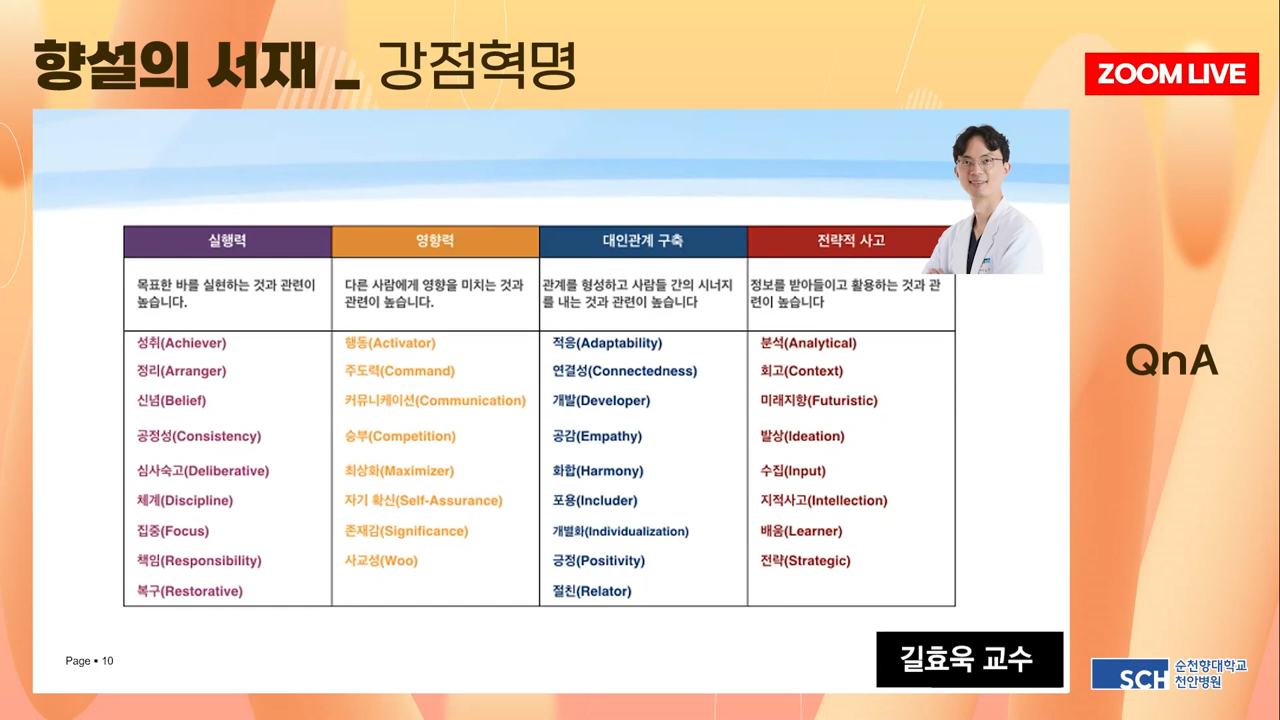 향설의 서재 _ 강점혁명
ZOOM LIVE
실행력 영향력 대인관계 구축 전략적 사고
목표한 바를 실현하는 것과 관련이
높습니다.
다른 사람에게 영향을 미치는 것과
관련이 높습니다.
관계를 형성하고 사람들 간의 시너지
를 내는 것과 관련이 높습니다
정보를 받아들이고 활용하는 것과 관
련이 높습니다
성취(Achiever) 행동(Activator) 적응(Adaptability) 분석(Analytical)
정리(Arranger) 주도력(Command) 연결성(Connectedness) 회고(Context)
신념(Belief) 커뮤니케이션(Communication) 개발(Developer) 미래지향(Futuristic)
공정성(Consistency) 승부(Competition) 공감(Empathy) 발상(Ideation)
심사숙고(Deliberative) 최상화(Maximizer) 화합(Harmony) 수집(Input)
체계(Discipline) 자기 확신(Self-Assurance) 포용(Includer) 지적사고(Intellection)
집중(Focus) 존재감(Significance) 개별화(Individualization) 배움(Learner)
책임(Responsibility) 사교성(Woo) 긍정(Positivity) 전략(Strategic)
복구(Restorative) 절친(Relator)
QnA
Page ▪ 10
길효욱 교수
SCH 순천향대학교
천안병원